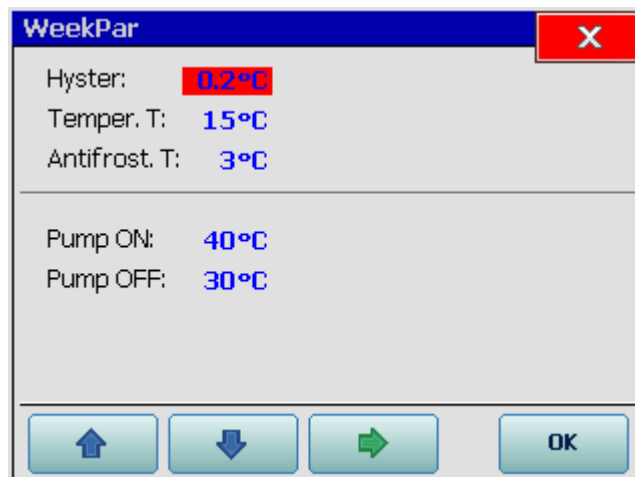 WeekPar
X
Hyster: 0.2°C
Temper. T: 15°C
Antifrost. T: 3°C
Pump ON: 40°C
Pump OFF: 30°C
OK